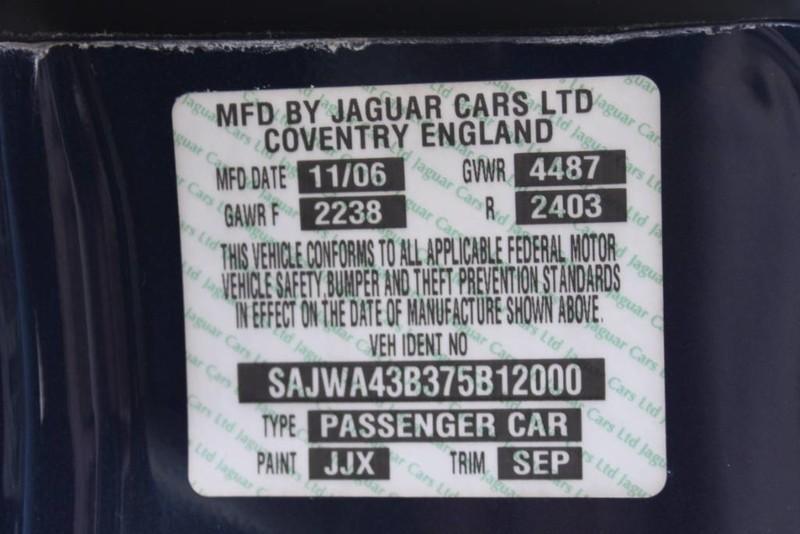 MFD BY JAGUAR CARS LTD
COVENTRY ENGLAND
MFD DATE 11/06 GVWR 4487
GAWR F 2238 R 2403
THIS VEHICLE CONFORMS TO ALL APPLICABLE FEDERAL MOTOR
VEHICLE SAFETY,BUMPER AND THEFT PREVENTION STANDARDS
IN EFFECT ON THE DATE OF MANUFACTURE SHOWN ABOVE.
VEH IDENT NO
SAJWA43B375B12000
TYPE PASSENGER CAR
PAINT JJX TRIM SEP